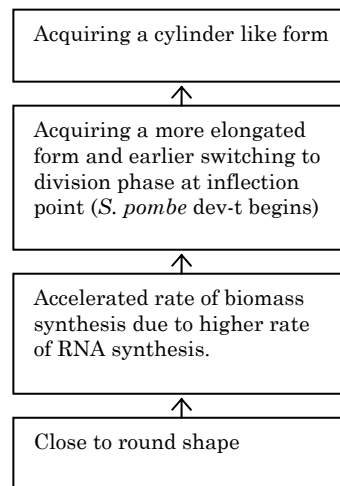 Acquiring a cylinder like form
Acquiring a more elongated
form and earlier switching to
division phase at inflection
point (S. pombe dev-t begins)
Accelerated rate of biomass
synthesis due to higher rate
of RNA synthesis.
Close to round shape